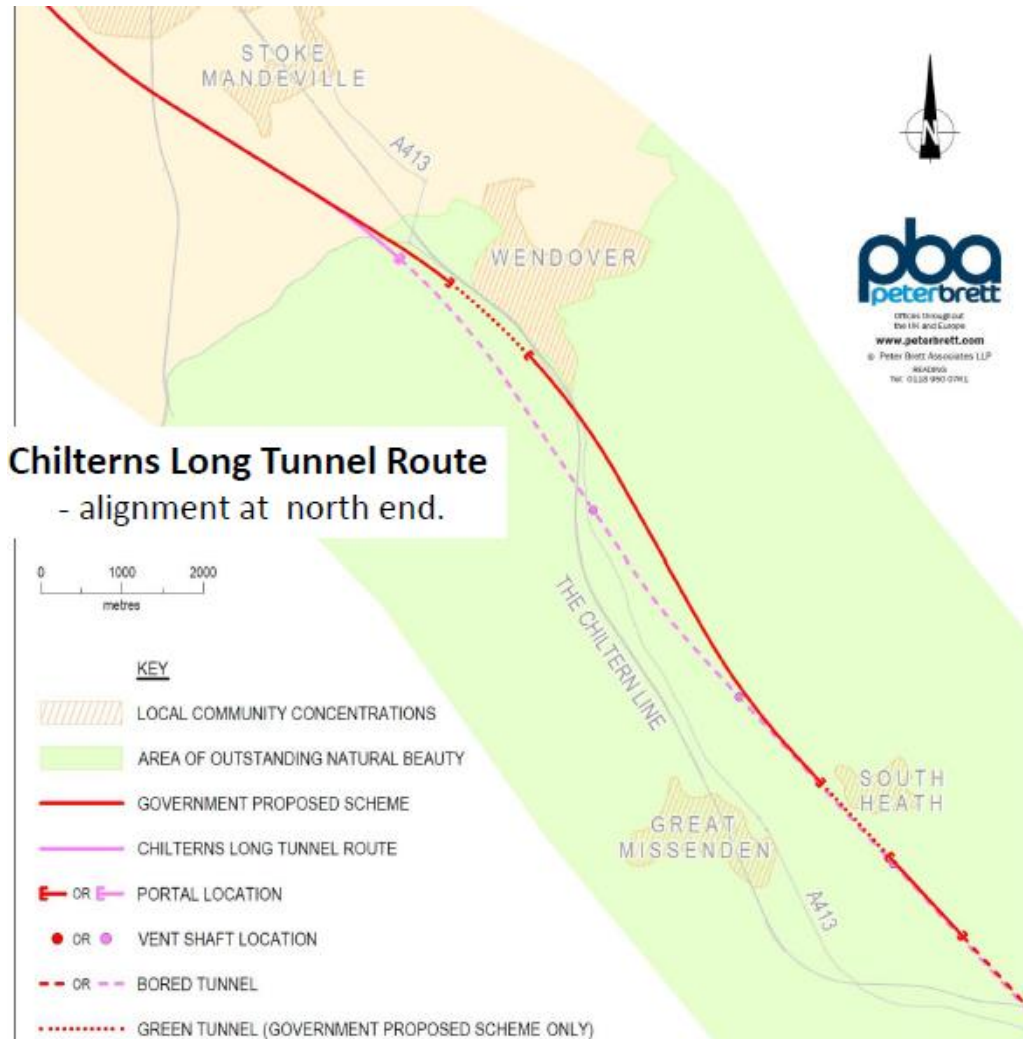 STOKE
MANDEVILLE
A413
N
WENDOVER
pba
peterbrett
Offices throughout
the UK and Europe
www.peterbrett.com
© Peter Brett Associates LLP
READING
Chilterns Long Tunnel Route
- alignment at north end.
0 1000 2000
metres
THE CHILTERN LINE
SOUTH
HEATH
GREAT
MISSENDEN
A413
KEY
LOCAL COMMUNITY CONCENTRATIONS
AREA OF OUTSTANDING NATURAL BEAUTY
GOVERNMENT PROPOSED SCHEME
CHILTERNS LONG TUNNEL ROUTE
OR PORTAL LOCATION
OR VENT SHAFT LOCATION
OR BORED TUNNEL
GREEN TUNNEL (GOVERNMENT PROPOSED SCHEME ONLY)